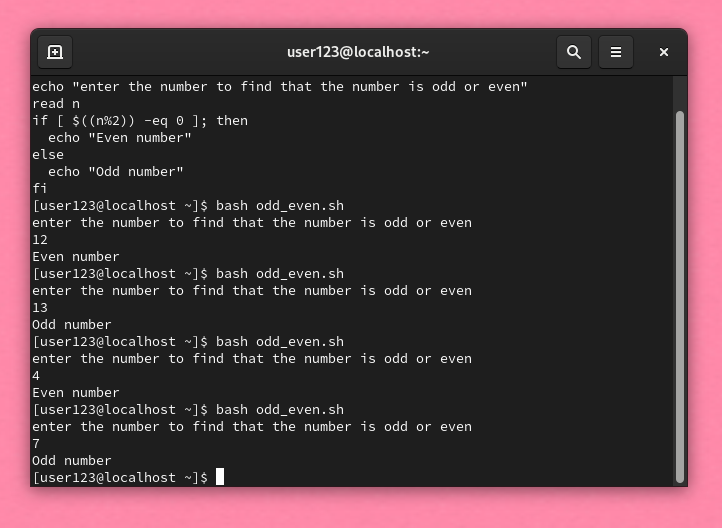 user123@localhost:~
echo "enter the number to find that the number is odd or even"
read n
if [ $((n%2)) -eq 0 ]; then
  echo "Even number"
else
  echo "Odd number"
fi
[user123@localhost ~]$ bash odd_even.sh
enter the number to find that the number is odd or even
12
Even number
[user123@localhost ~]$ bash odd_even.sh
enter the number to find that the number is odd or even
13
Odd number
[user123@localhost ~]$ bash odd_even.sh
enter the number to find that the number is odd or even
4
Even number
[user123@localhost ~]$ bash odd_even.sh
enter the number to find that the number is odd or even
7
Odd number
[user123@localhost ~]$